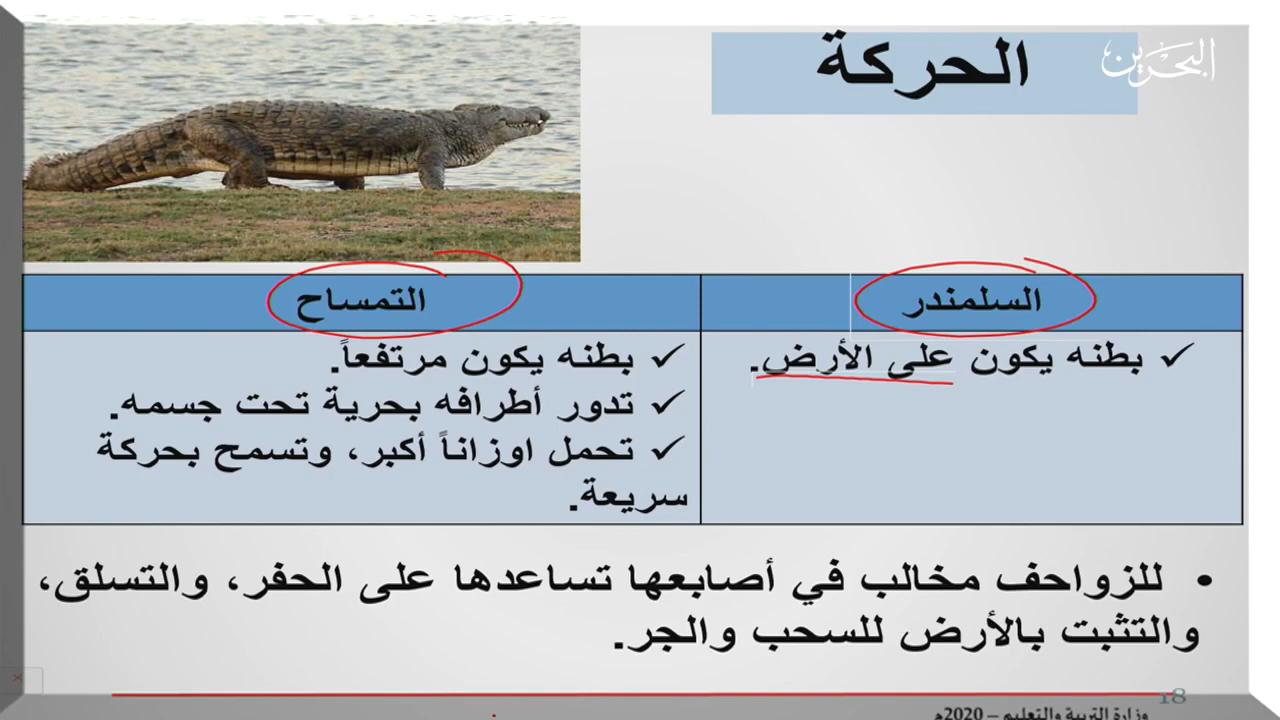 البحرين
الحركة
السلمندر
التمساح
✓ بطنه يكون على الأرض.
✓ بطنه يكون مرتفعاً.
✓ تدور أطرافه بحرية تحت جسمه.
✓ تحمل اوزاناً أكبر، وتسمح بحركة
سريعة.
• للزواحف مخالب في أصابعها تساعدها على الحفر، والتسلق،
والتثبت بالأرض للسحب والجر.
18
وزارة التربية والتعليم – 2020م